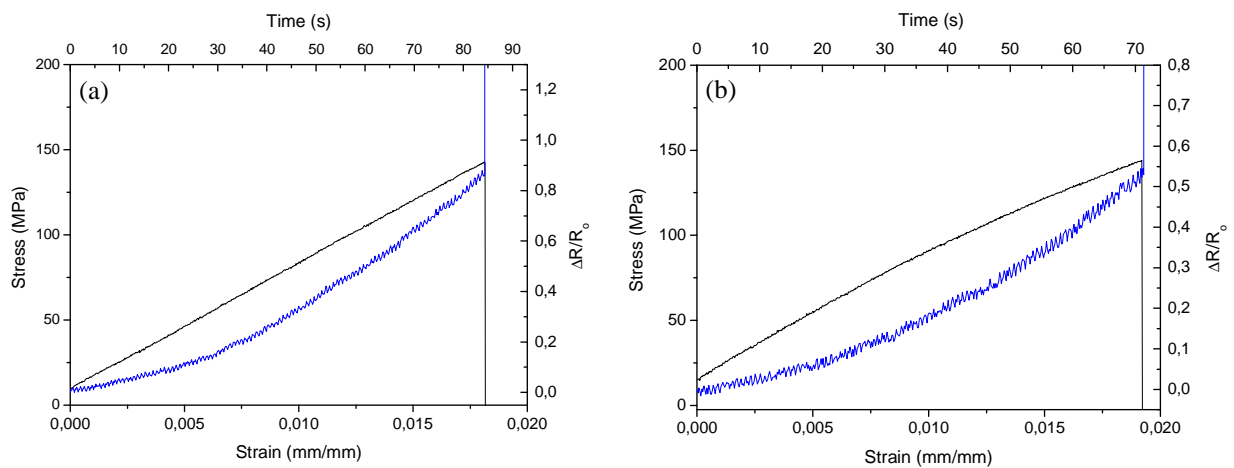 Time (s)
0 10 20 30 40 50 60 70 80 90
(a)
200
150
100
50
0
Stress (MPa)
1,2
1,0
0,8
0,6
0,4
0,2
0,0
ΔR/Ro
0,000 0,005 0,010 0,015 0,020
Strain (mm/mm)
Time (s)
0 10 20 30 40 50 60 70
(b)
200
150
100
50
0
Stress (MPa)
0,8
0,7
0,6
0,5
0,4
0,3
0,2
0,1
0,0
ΔR/Ro
0,000 0,005 0,010 0,015 0,020
Strain (mm/mm)